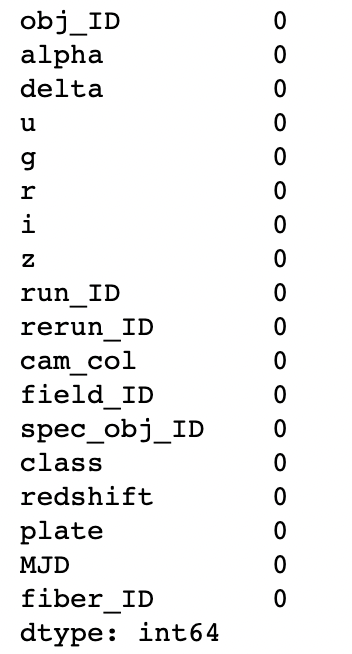 obj_ID 0
alpha 0
delta 0
u 0
g 0
r 0
i 0
z 0
run_ID 0
rerun_ID 0
cam_col 0
field_ID 0
spec_obj_ID 0
class 0
redshift 0
plate 0
MJD 0
fiber_ID 0
dtype: int64